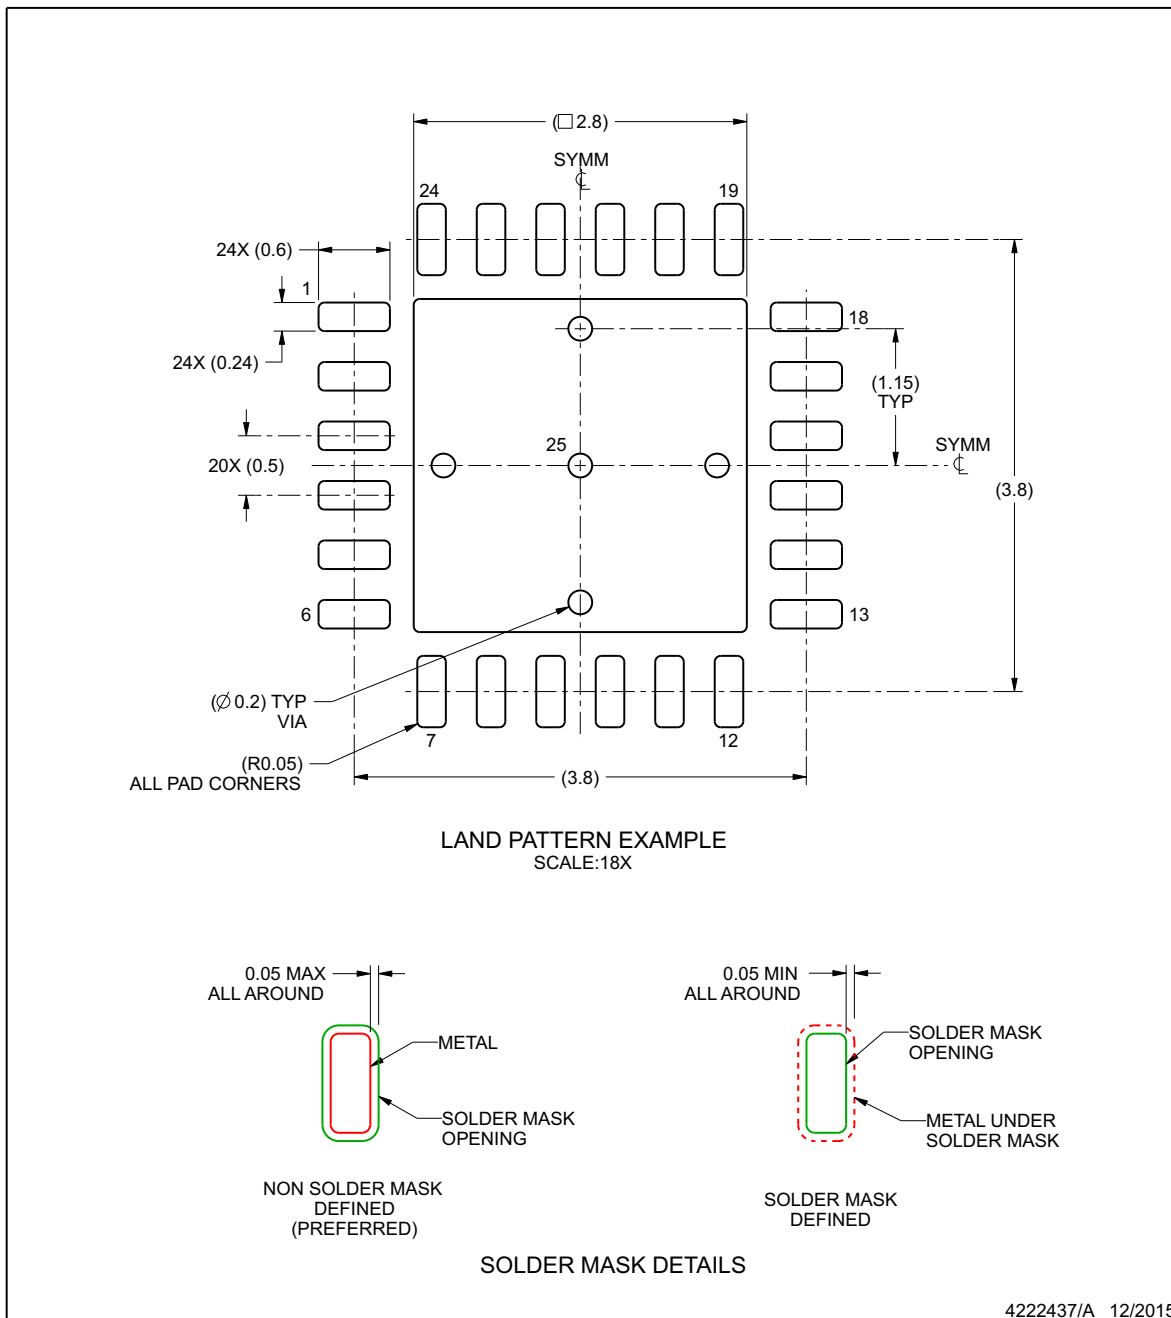 (□ 2.8)
SYMM
℄
24
19
24X (0.6)
1
18
24X (0.24)
(1.15)
TYP
25
SYMM
℄
20X (0.5)
(3.8)
6
13
(∅ 0.2) TYP
VIA
7
12
(R0.05)
ALL PAD CORNERS
(3.8)
LAND PATTERN EXAMPLE
SCALE:18X
0.05 MAX
ALL AROUND
METAL
SOLDER MASK
OPENING
NON SOLDER MASK
DEFINED
(PREFERRED)
0.05 MIN
ALL AROUND
SOLDER MASK
OPENING
METAL UNDER
SOLDER MASK
SOLDER MASK
DEFINED
SOLDER MASK DETAILS
4222437/A 12/2015